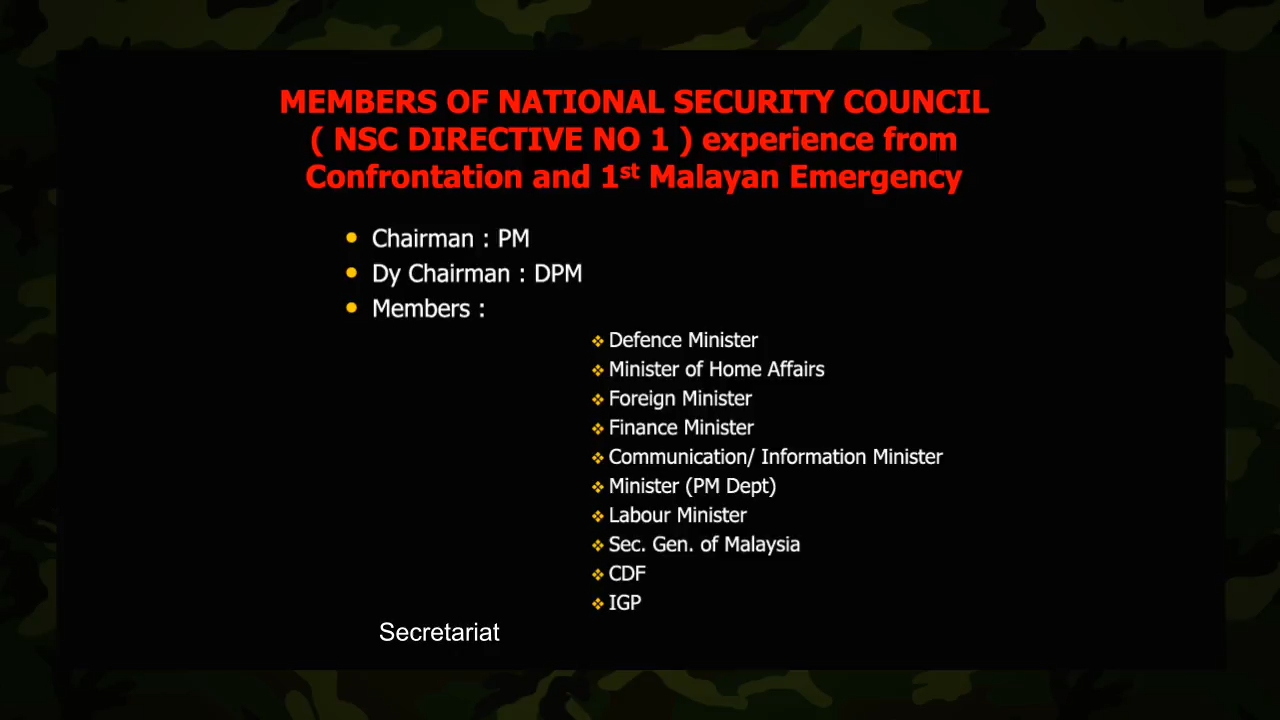 MEMBERS OF NATIONAL SECURITY COUNCIL
( NSC DIRECTIVE NO 1 ) experience from
Confrontation and 1st Malayan Emergency
Chairman : PM
Dy Chairman : DPM
Members :
Defence Minister
Minister of Home Affairs
Foreign Minister
Finance Minister
Communication/ Information Minister
Minister (PM Dept)
Labour Minister
Sec. Gen. of Malaysia
CDF
IGP
Secretariat